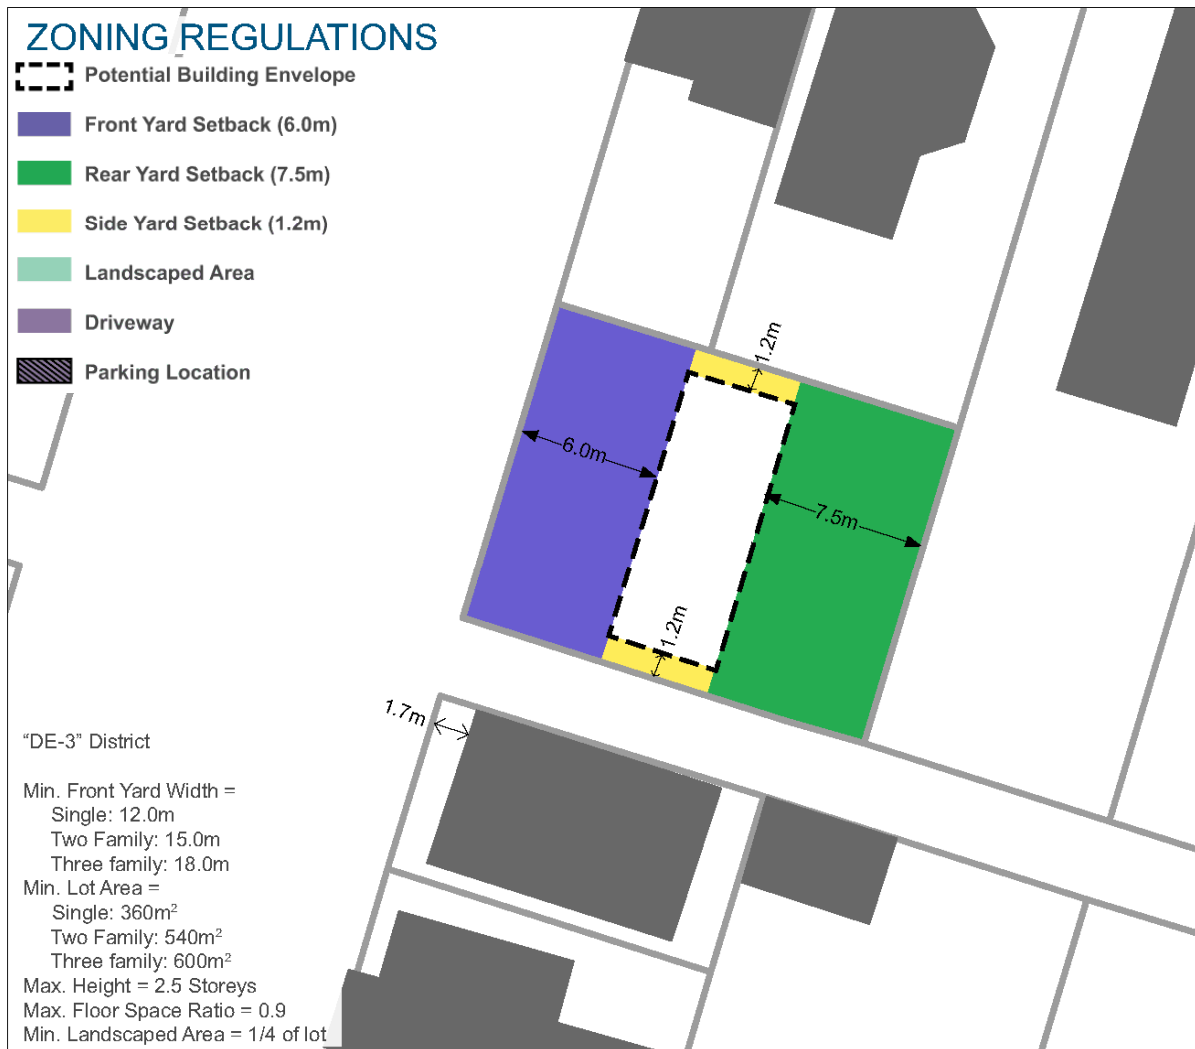 ZONING REGULATIONS
Potential Building Envelope
Front Yard Setback (6.0m)
Rear Yard Setback (7.5m)
Side Yard Setback (1.2m)
Landscaped Area
Driveway
Parking Location
1.2m
6.0m
7.5m
1.2m
1.7m
“DE-3” District
Min. Front Yard Width =
Single: 12.0m
Two Family: 15.0m
Three family: 18.0m
Min. Lot Area =
Single: 360m²
Two Family: 540m²
Three family: 600m²
Max. Height = 2.5 Storeys
Max. Floor Space Ratio = 0.9
Min. Landscaped Area = 1/4 of lot